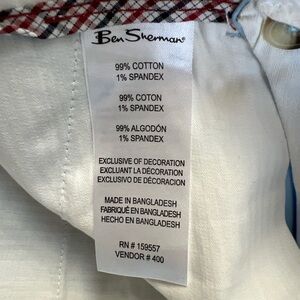 Ben Sherman
99% COTTON
1% SPANDEX
99% COTON
1% SPANDEX
99% ALGODÓN
1% SPANDEX
EXCLUSIVE OF DECORATION
EXCLUANT LA DÉCORATION
EXCLUSIVO DE DÉCORACION
MADE IN BANGLADESH
FABRIQUÉ EN BANGLADESH
HECHO EN BANGLADESH
RN # 159557
VENDOR # 400